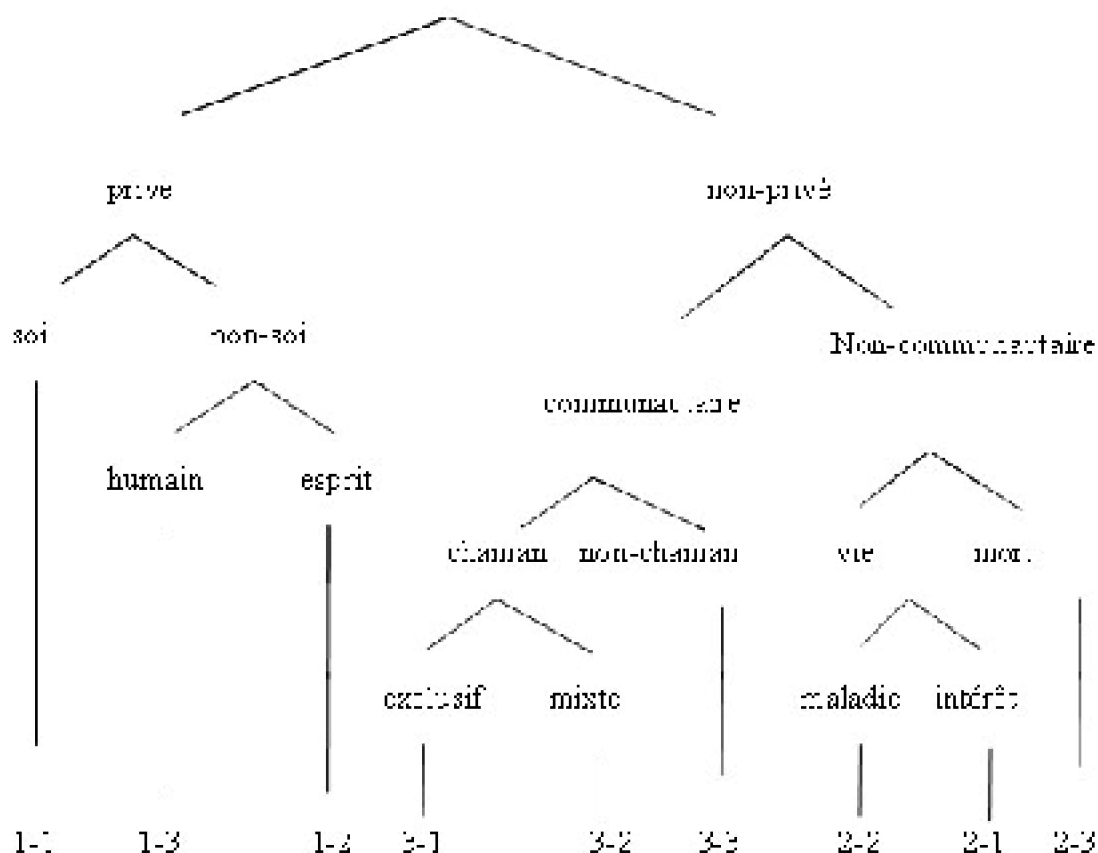 privé non-privé
soi non-soi Non-communautaire
communautaire
humain esprit
chaman non-chaman vie mort
exclusif mixte maladie intérêt
1-1 1-3 1-2 3-1 3-2 3-3 2-2 2-1 2-3